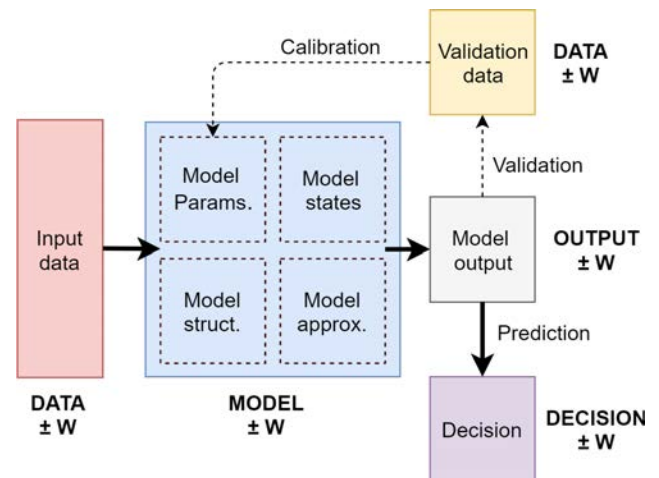 Calibration
Validation
data
DATA
± W
Validation
Input
data
Model
Params.
Model
states
Model
struct.
Model
approx.
Model
output
OUTPUT
± W
Prediction
DATA
± W
MODEL
± W
Decision
DECISION
± W